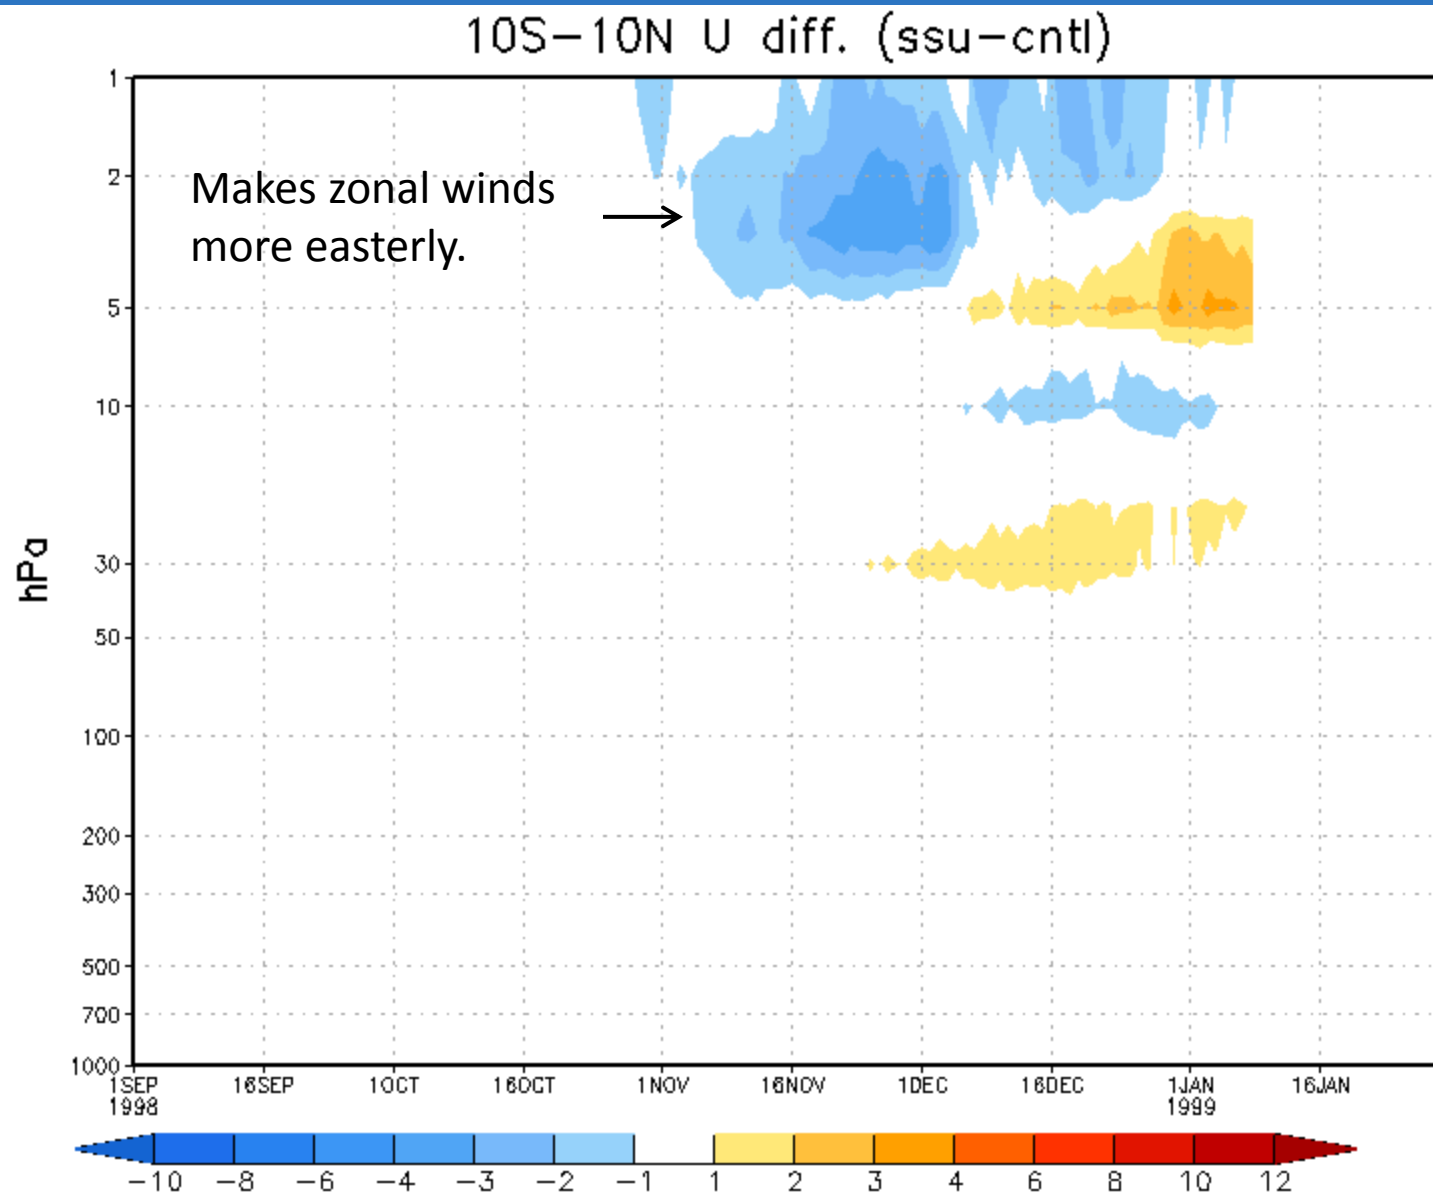 10S−10N U diff. (ssu−cntl)
Makes zonal winds
more easterly.
hPa
1
2
5
10
30
50
100
200
300
500
700
1000
1SEP 16SEP 1OCT 16OCT 1NOV 16NOV 1DEC 16DEC 1JAN 16JAN
1998 1999
−10 −8 −6 −4 −3 −2 −1 1 2 3 4 6 8 10 12